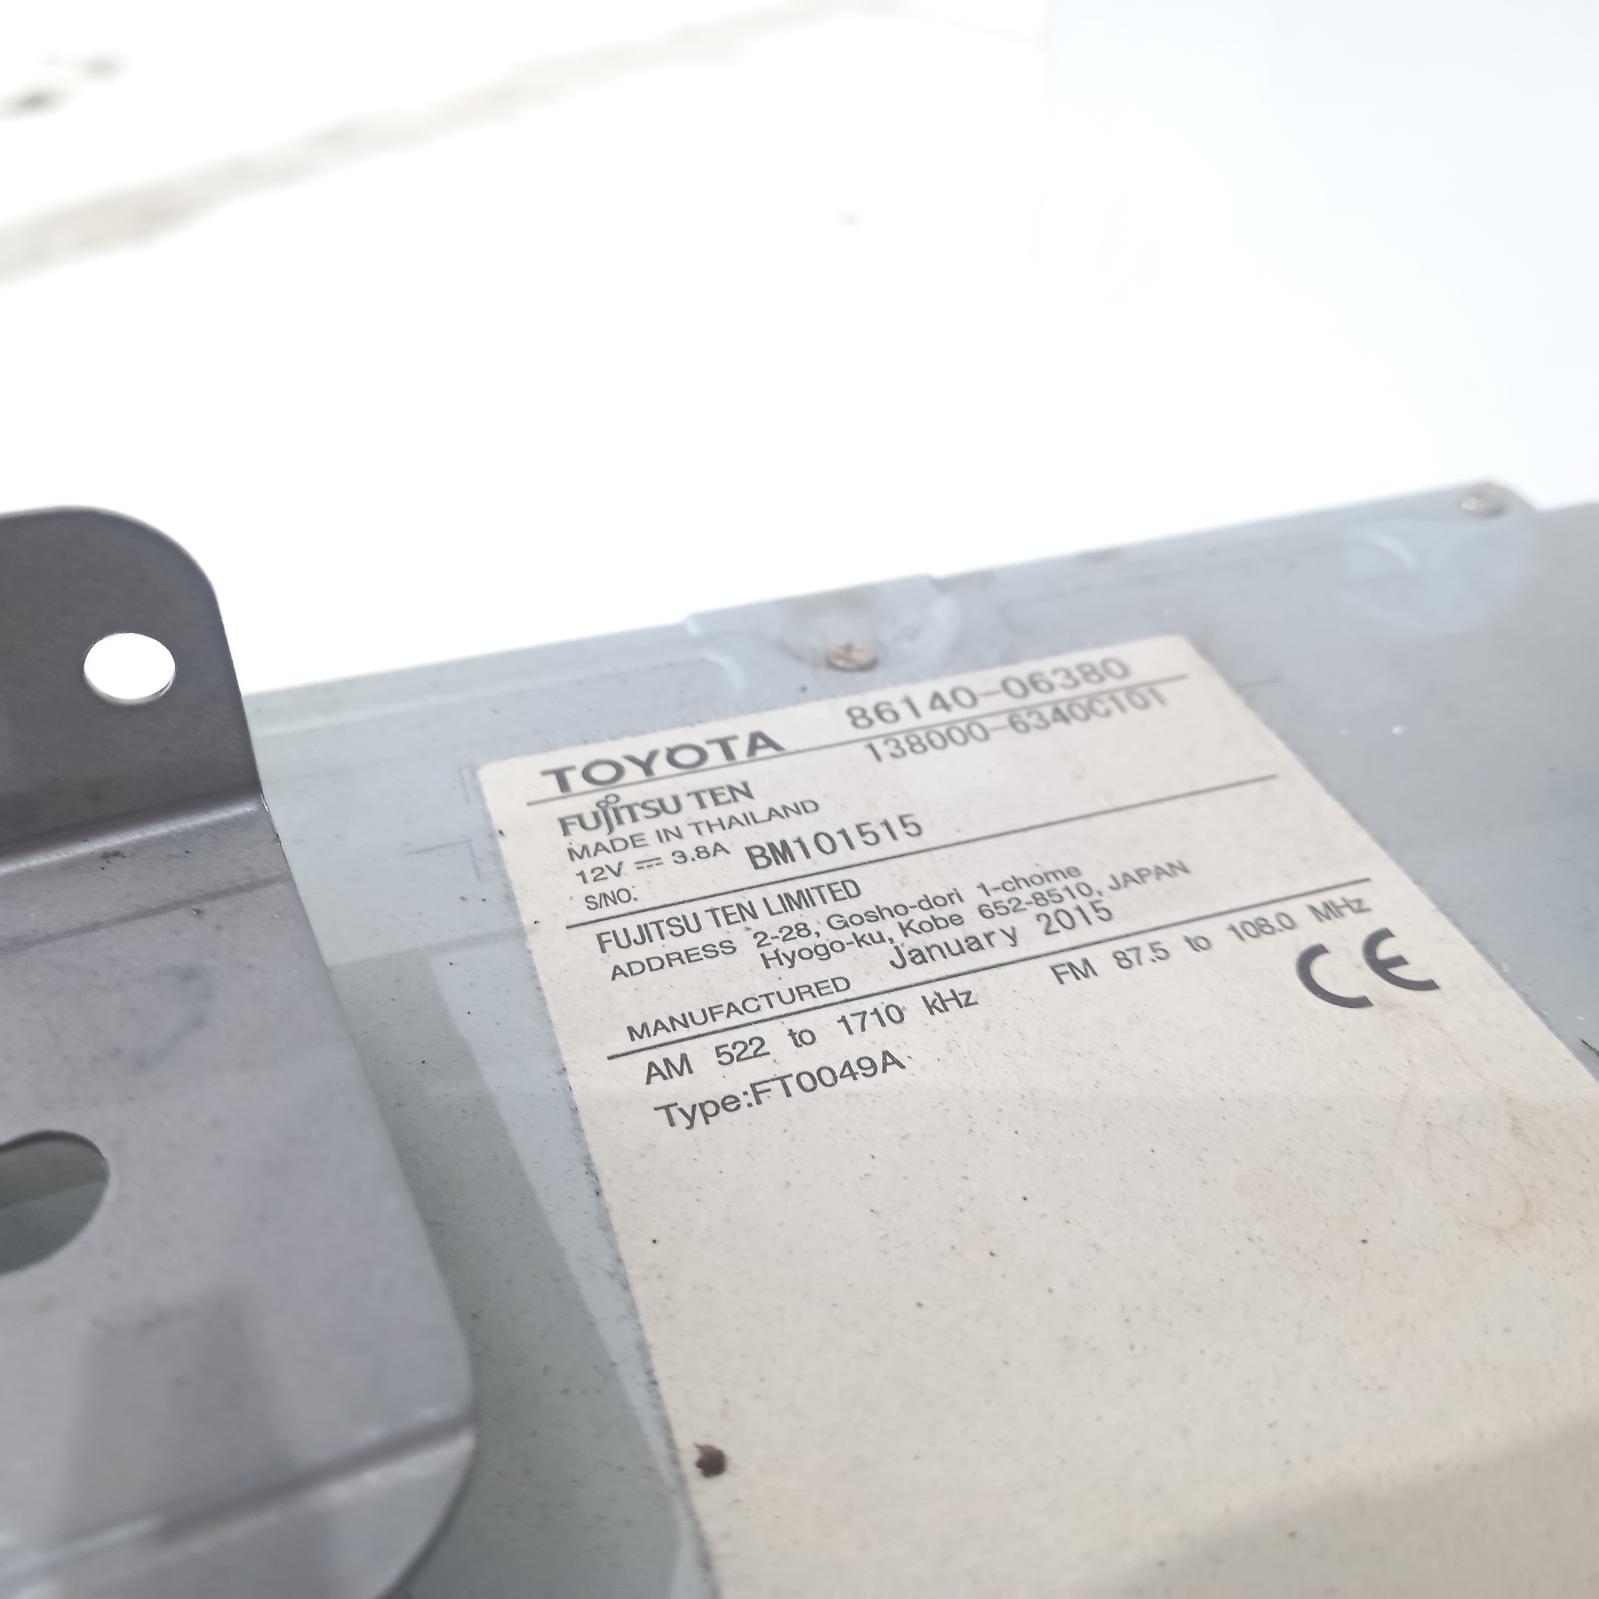 TOYOTA 86140-06380
138000-6340C101
FUJITSU TEN
MADE IN THAILAND
12V 3.8A
S/NO: BM101515
FUJITSU TEN LIMITED
ADDRESS 2-28, Gosho-dori 1-chome
Hyogo-ku, Kobe 652-8510, JAPAN
MANUFACTURED January 2015
AM 522 to 1710 kHz FM 87.5 to 108.0 MHz
Type:FT0049A
CE